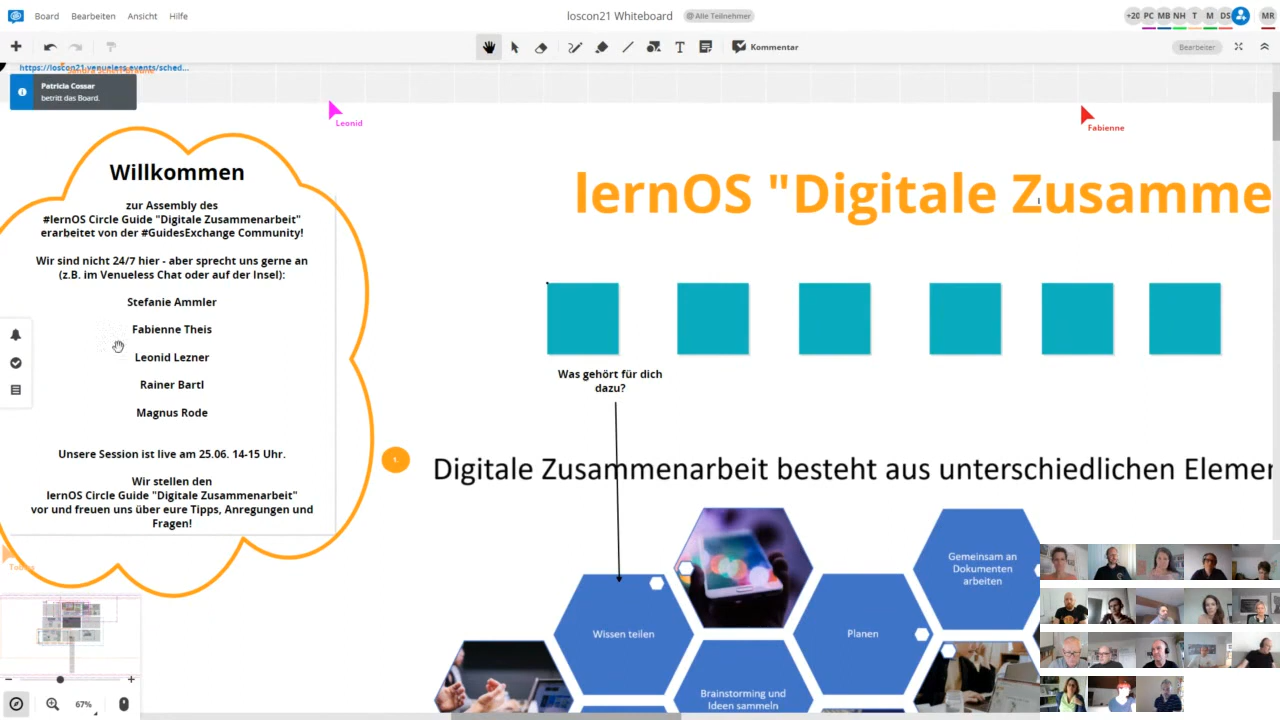 Board Bearbeiten Ansicht Hilfe
loscon21 Whiteboard
Alle Teilnehmer
+20 PC MB NH T M DS MR
Kommentar
Bearbeiter
https://loscon21.venueless.events/sched...
Patricia Cossar
betritt das Board.
Leonid
Fabienne
Willkommen
zur Assembly des
#lernOS Circle Guide "Digitale Zusammenarbeit"
erarbeitet von der #GuidesExchange Community!
Wir sind nicht 24/7 hier - aber sprecht uns gerne an
(z.B. im Venueless Chat oder auf der Insel):
Stefanie Ammler
Fabienne Theis
Leonid Lezner
Rainer Bartl
Magnus Rode
Unsere Session ist live am 25.06. 14-15 Uhr.
Wir stellen den
lernOS Circle Guide "Digitale Zusammenarbeit"
vor und freuen uns über eure Tipps, Anregungen und
Fragen!
lernOS "Digitale Zusamme
Was gehört für dich
dazu?
1.
Digitale Zusammenarbeit besteht aus unterschiedlichen Elemen
Gemeinsam an
Dokumenten
arbeiten
Wissen teilen
Planen
Brainstorming und
Ideen sammeln
67%